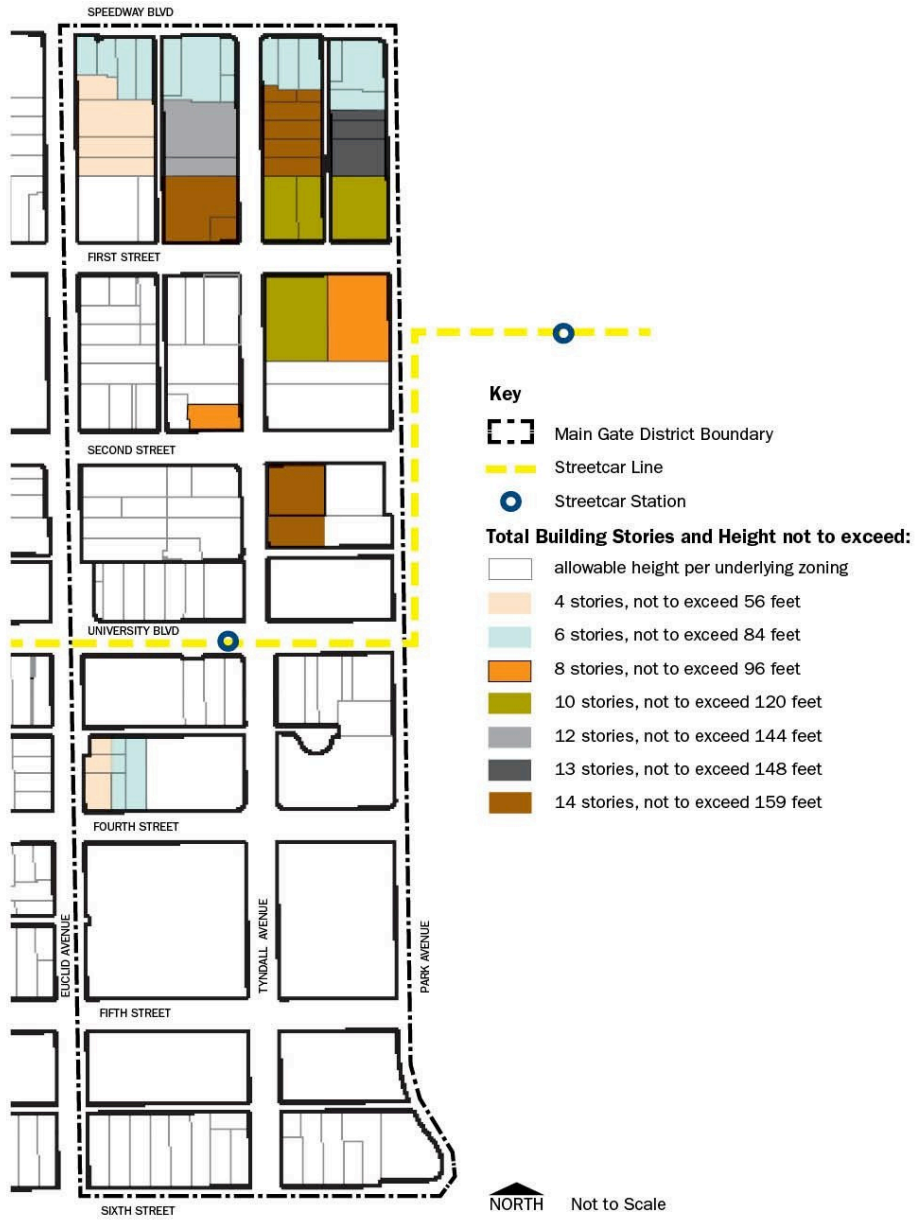 SPEEDWAY BLVD
FIRST STREET
SECOND STREET
UNIVERSITY BLVD
FOURTH STREET
EUCLID AVENUE
TYNDALL AVENUE
PARK AVENUE
FIFTH STREET
SIXTH STREET
Key
Main Gate District Boundary
Streetcar Line
Streetcar Station
Total Building Stories and Height not to exceed:
allowable height per underlying zoning
4 stories, not to exceed 56 feet
6 stories, not to exceed 84 feet
8 stories, not to exceed 96 feet
10 stories, not to exceed 120 feet
12 stories, not to exceed 144 feet
13 stories, not to exceed 148 feet
14 stories, not to exceed 159 feet
NORTH Not to Scale